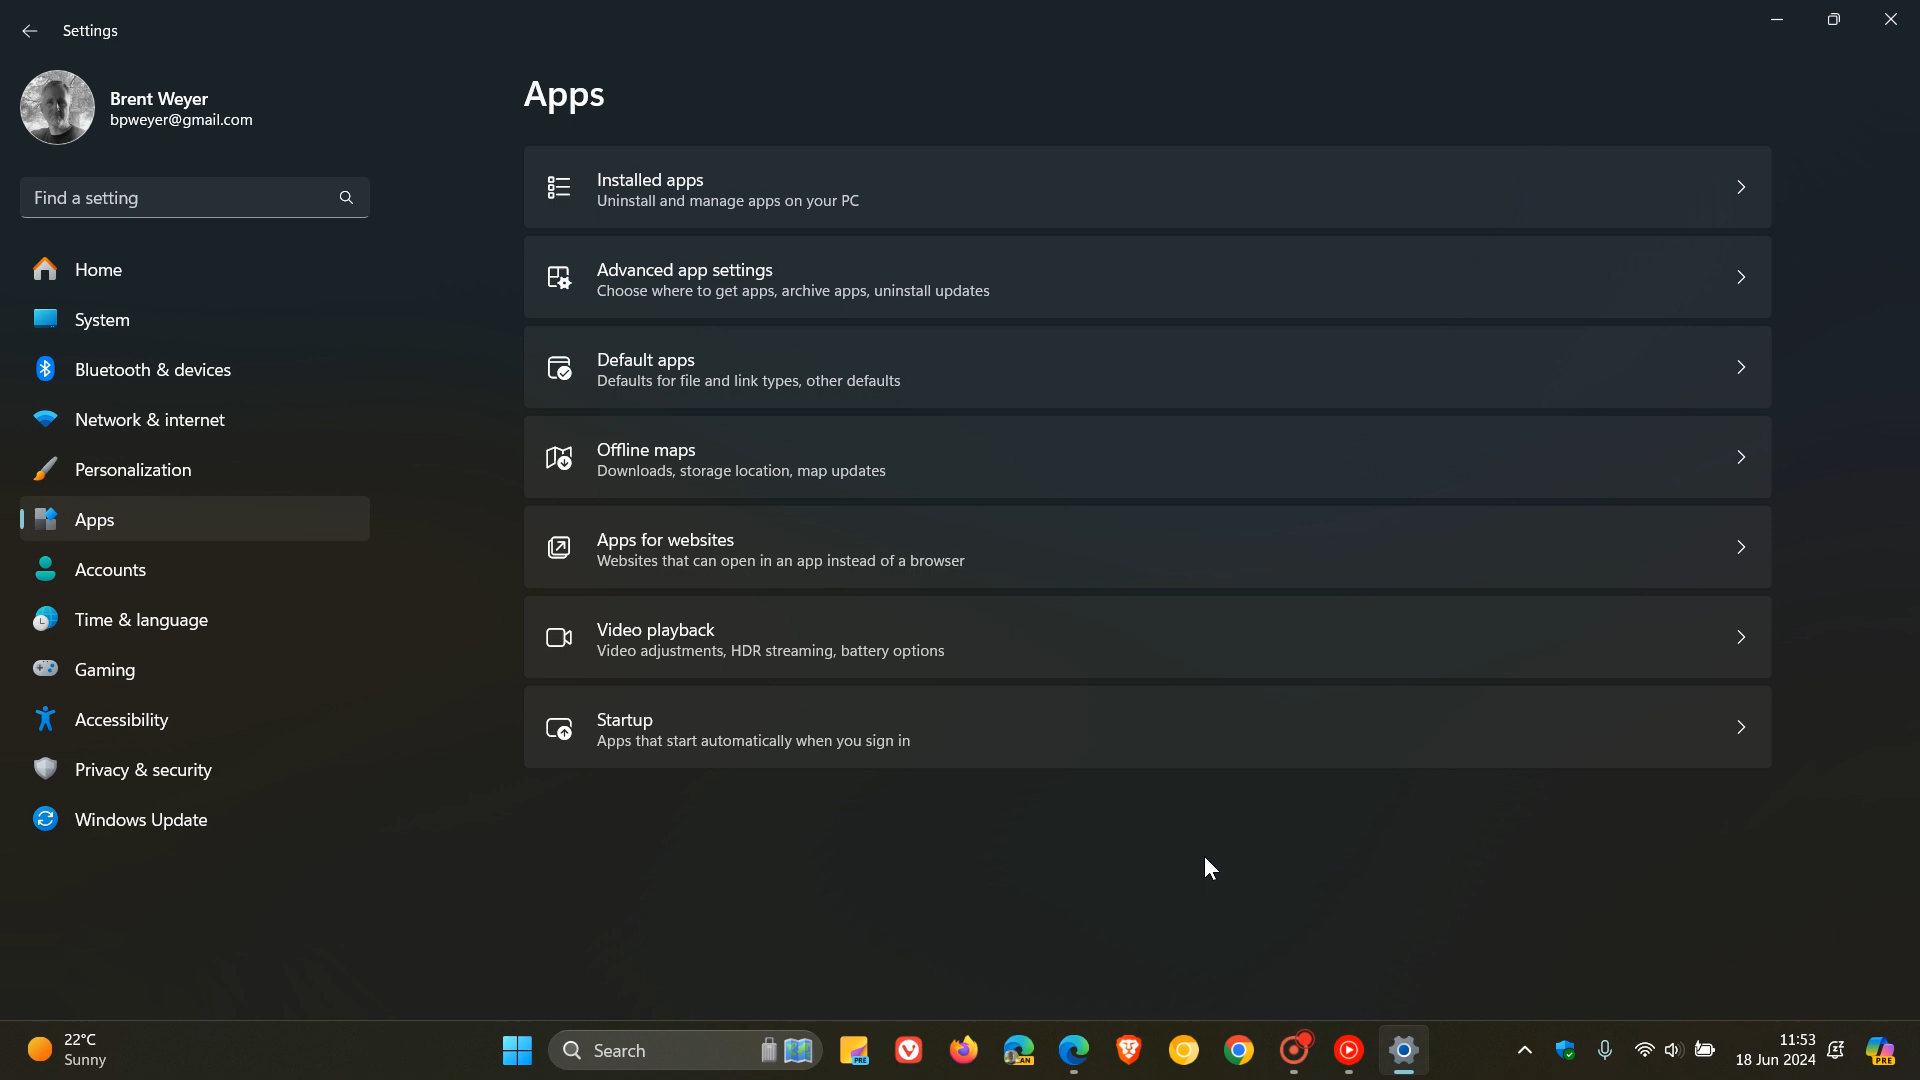 Settings
Brent Weyer
bpweyer@gmail.com
Find a setting
Home
System
Bluetooth & devices
Network & internet
Personalization
Apps
Accounts
Time & language
Gaming
Accessibility
Privacy & security
Windows Update
Apps
Installed apps
Uninstall and manage apps on your PC
Advanced app settings
Choose where to get apps, archive apps, uninstall updates
Default apps
Defaults for file and link types, other defaults
Offline maps
Downloads, storage location, map updates
Apps for websites
Websites that can open in an app instead of a browser
Video playback
Video adjustments, HDR streaming, battery options
Startup
Apps that start automatically when you sign in
22°C
Sunny
Search
PRE
CAN
11:53
18 Jun 2024
PRE